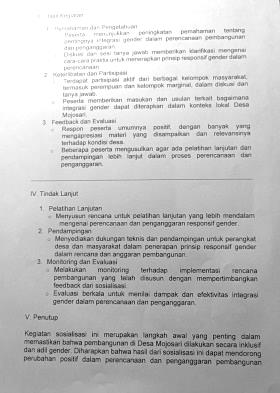 Hasil Kegiatan
1. Pemahaman dan Pengetahuan
Peserta menunjukkan peningkatan pemahaman tentang
pentingnya integrasi gender dalam perencanaan pembangunan
dan penganggaran.
Diskusi dan sesi tanya jawab memberikan klarifikasi mengenai
cara-cara praktis untuk menerapkan prinsip responsif gender dalam
perencanaan
2. Keterlibatan dan Partisipasi
○ Terdapat partisipasi aktif dari berbagai kelompok masyarakat,
termasuk perempuan dan kelompok marginal, dalam diskusi dan
tanya jawab.
○ Peserta memberikan masukan dan usulan terkait bagaimana
integrasi gender dapat diterapkan dalam konteks lokal Desa
Mojosari.
3. Feedback dan Evaluasi
○ Respon peserta umumnya positif, dengan banyak yang
mengapresiasi materi yang disampaikan dan relevansinya
terhadap kondisi desa.
○ Beberapa peserta mengusulkan agar ada pelatihan lanjutan dan
pendampingan lebih lanjut dalam proses perencanaan dan
penganggaran.
IV. Tindak Lanjut
1. Pelatihan Lanjutan
○ Menyusun rencana untuk pelatihan lanjutan yang lebih mendalam
mengenai perencanaan dan penganggaran responsif gender.
2. Pendampingan
○ Menyediakan dukungan teknis dan pendampingan untuk perangkat
desa dan masyarakat dalam penerapan prinsip responsif gender
dalam rencana dan anggaran pembangunan.
3. Monitoring dan Evaluasi
○ Melakukan monitoring terhadap implementasi rencana
pembangunan yang telah disusun dengan mempertimbangkan
feedback dari sosialisasi.
○ Evaluasi berkala untuk menilai dampak dan efektivitas integrasi
gender dalam perencanaan dan penganggaran.
V. Penutup
Kegiatan sosialisasi ini merupakan langkah awal yang penting dalam
memastikan bahwa pembangunan di Desa Mojosari dilakukan secara inklusif
dan adil gender. Diharapkan bahwa hasil dari sosialisasi ini dapat mendorong
perubahan positif dalam perencanaan dan penganggaran pembangunan